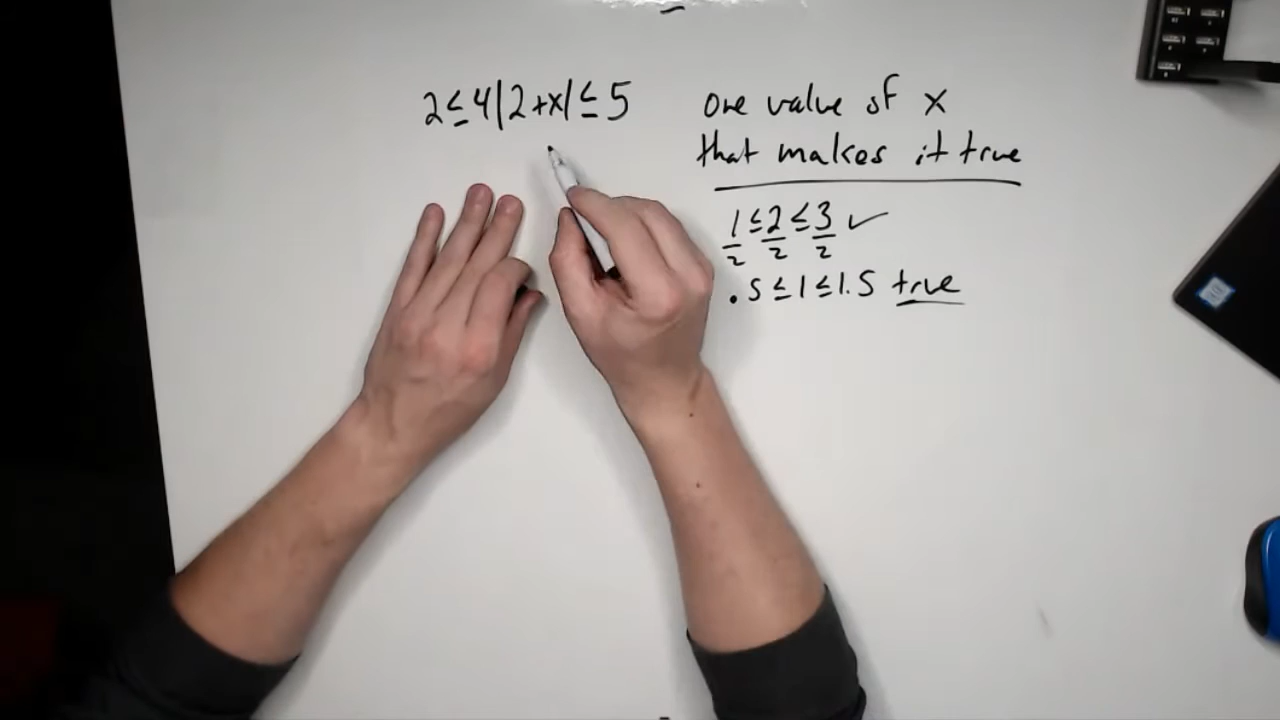 2 ≤ 4|2+x| ≤ 5
one value of x
that makes it true
1/2 ≤ 2/2 ≤ 3/2 ✓
.5 ≤ 1 ≤ 1.5 true